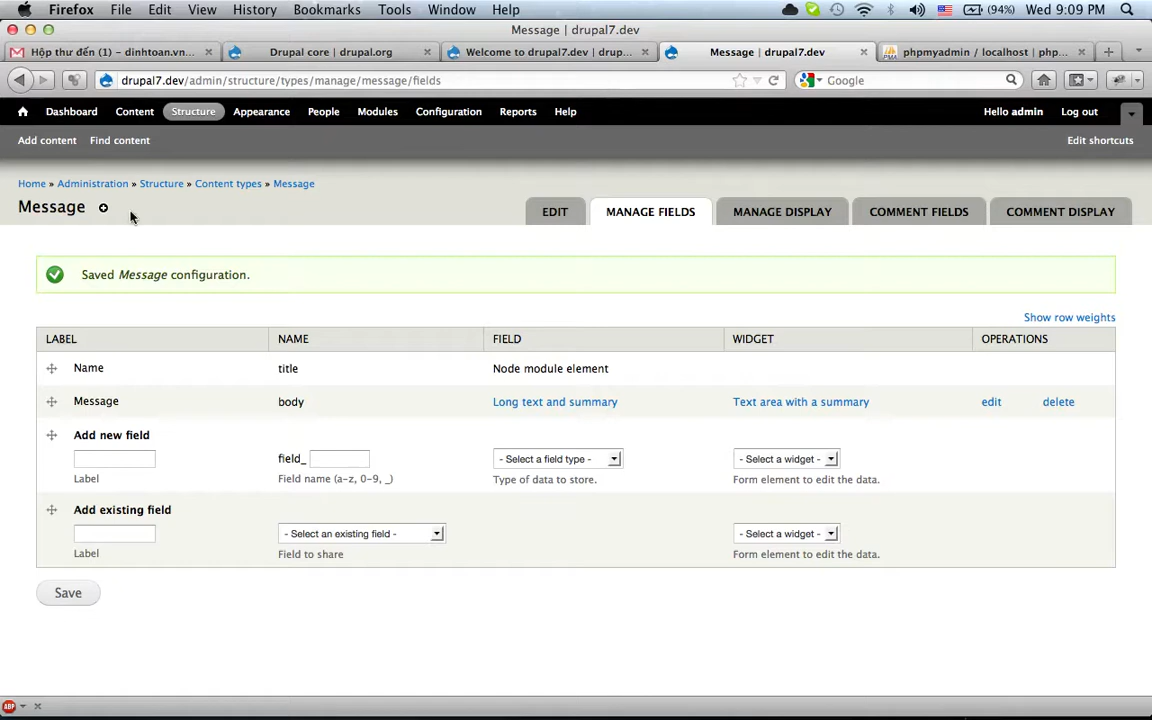 Firefox File Edit View History Bookmarks Tools Window Help (94%) Wed 9:09 PM
Message | drupal7.dev
Hộp thư đến (1) – dinhtoan.vn... Drupal core | drupal.org Welcome to drupal7.dev | drup... Message | drupal7.dev phpmyadmin / localhost | php...
drupal7.dev/admin/structure/types/manage/message/fields Google
Dashboard Content Structure Appearance People Modules Configuration Reports Help Hello admin Log out
Add content Find content Edit shortcuts
Home » Administration » Structure » Content types » Message
Message
EDIT MANAGE FIELDS MANAGE DISPLAY COMMENT FIELDS COMMENT DISPLAY
Saved Message configuration.
Show row weights
LABEL NAME FIELD WIDGET OPERATIONS
Name title Node module element
Message body Long text and summary Text area with a summary edit delete
Add new field
field_ - Select a field type - - Select a widget -
Label Field name (a-z, 0-9, _) Type of data to store. Form element to edit the data.
Add existing field
- Select an existing field - - Select a widget -
Label Field to share Form element to edit the data.
Save
ABP